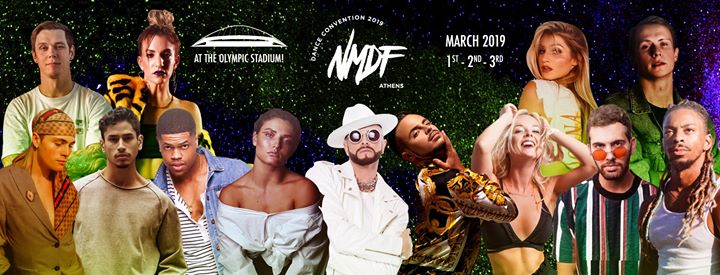 AT THE OLYMPIC STADIUM!
DANCE CONVENTION 2019
NMDF
ATHENS
MARCH 2019
1ST - 2ND - 3RD